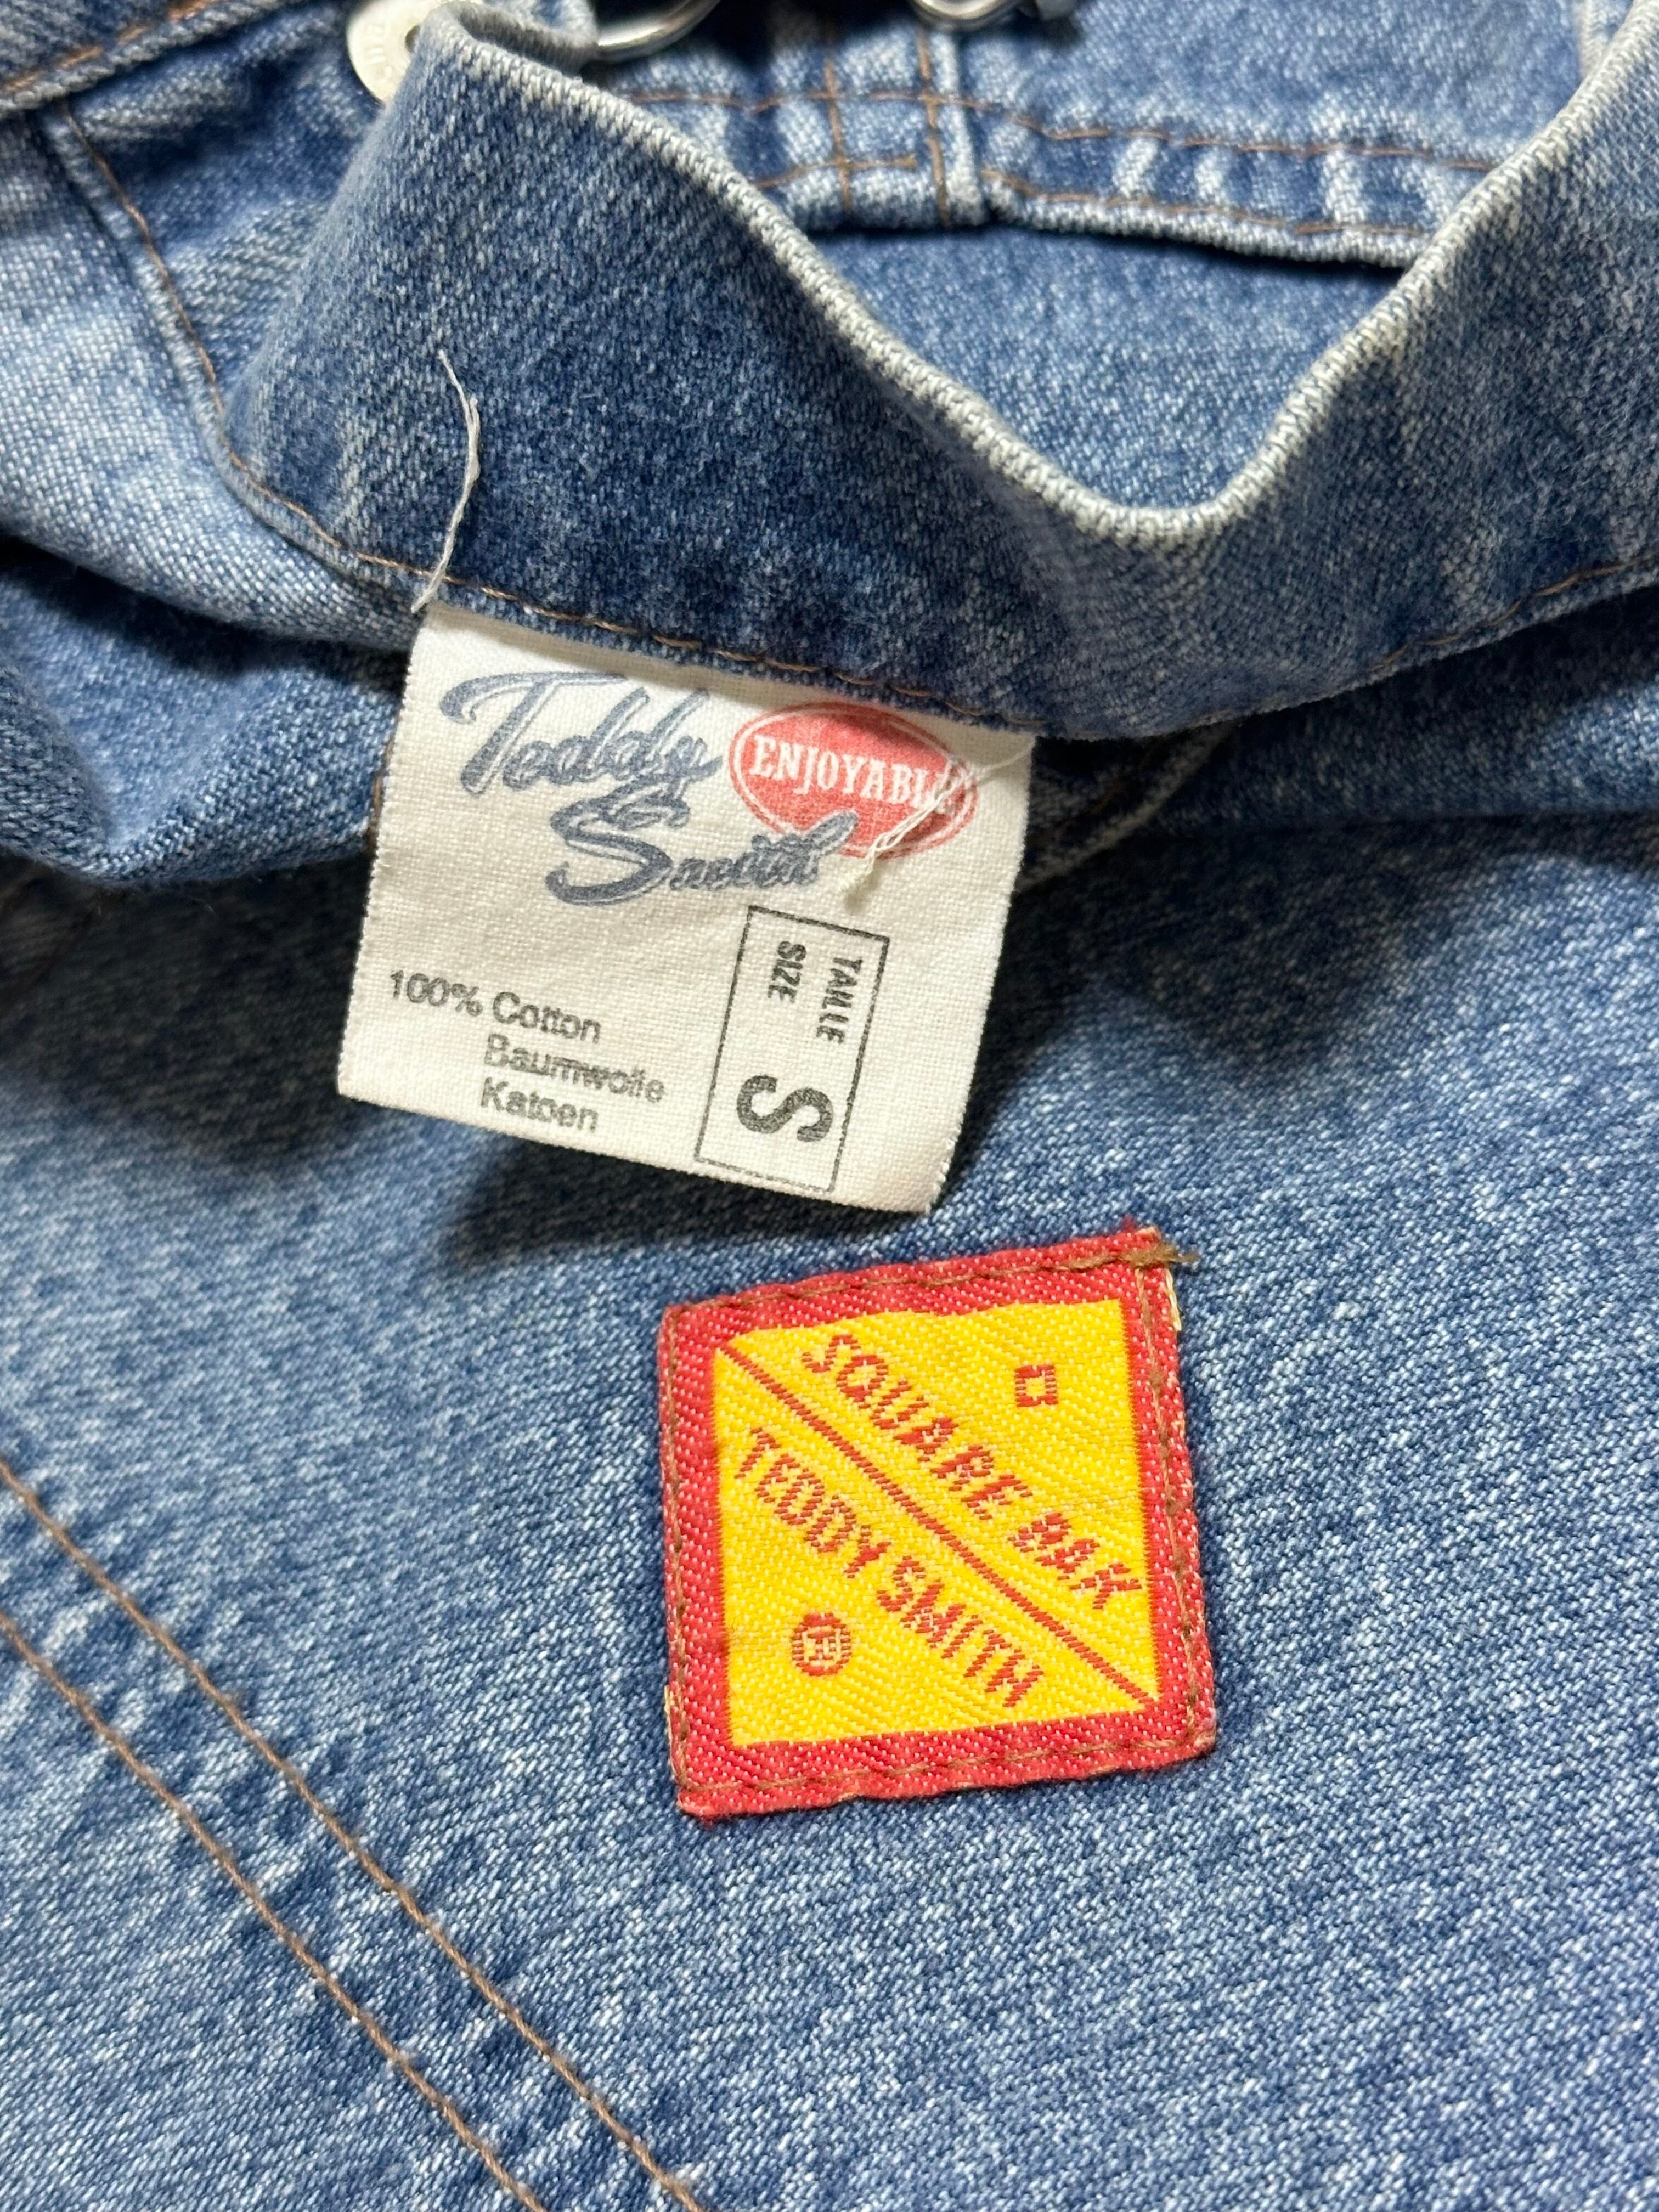 Teddy
Smith
ENJOYABLE
100% Cotton
Baumwolle
Katoen
TAILLE
SIZE
S
SQUARE BAK
TEDDY SMITH